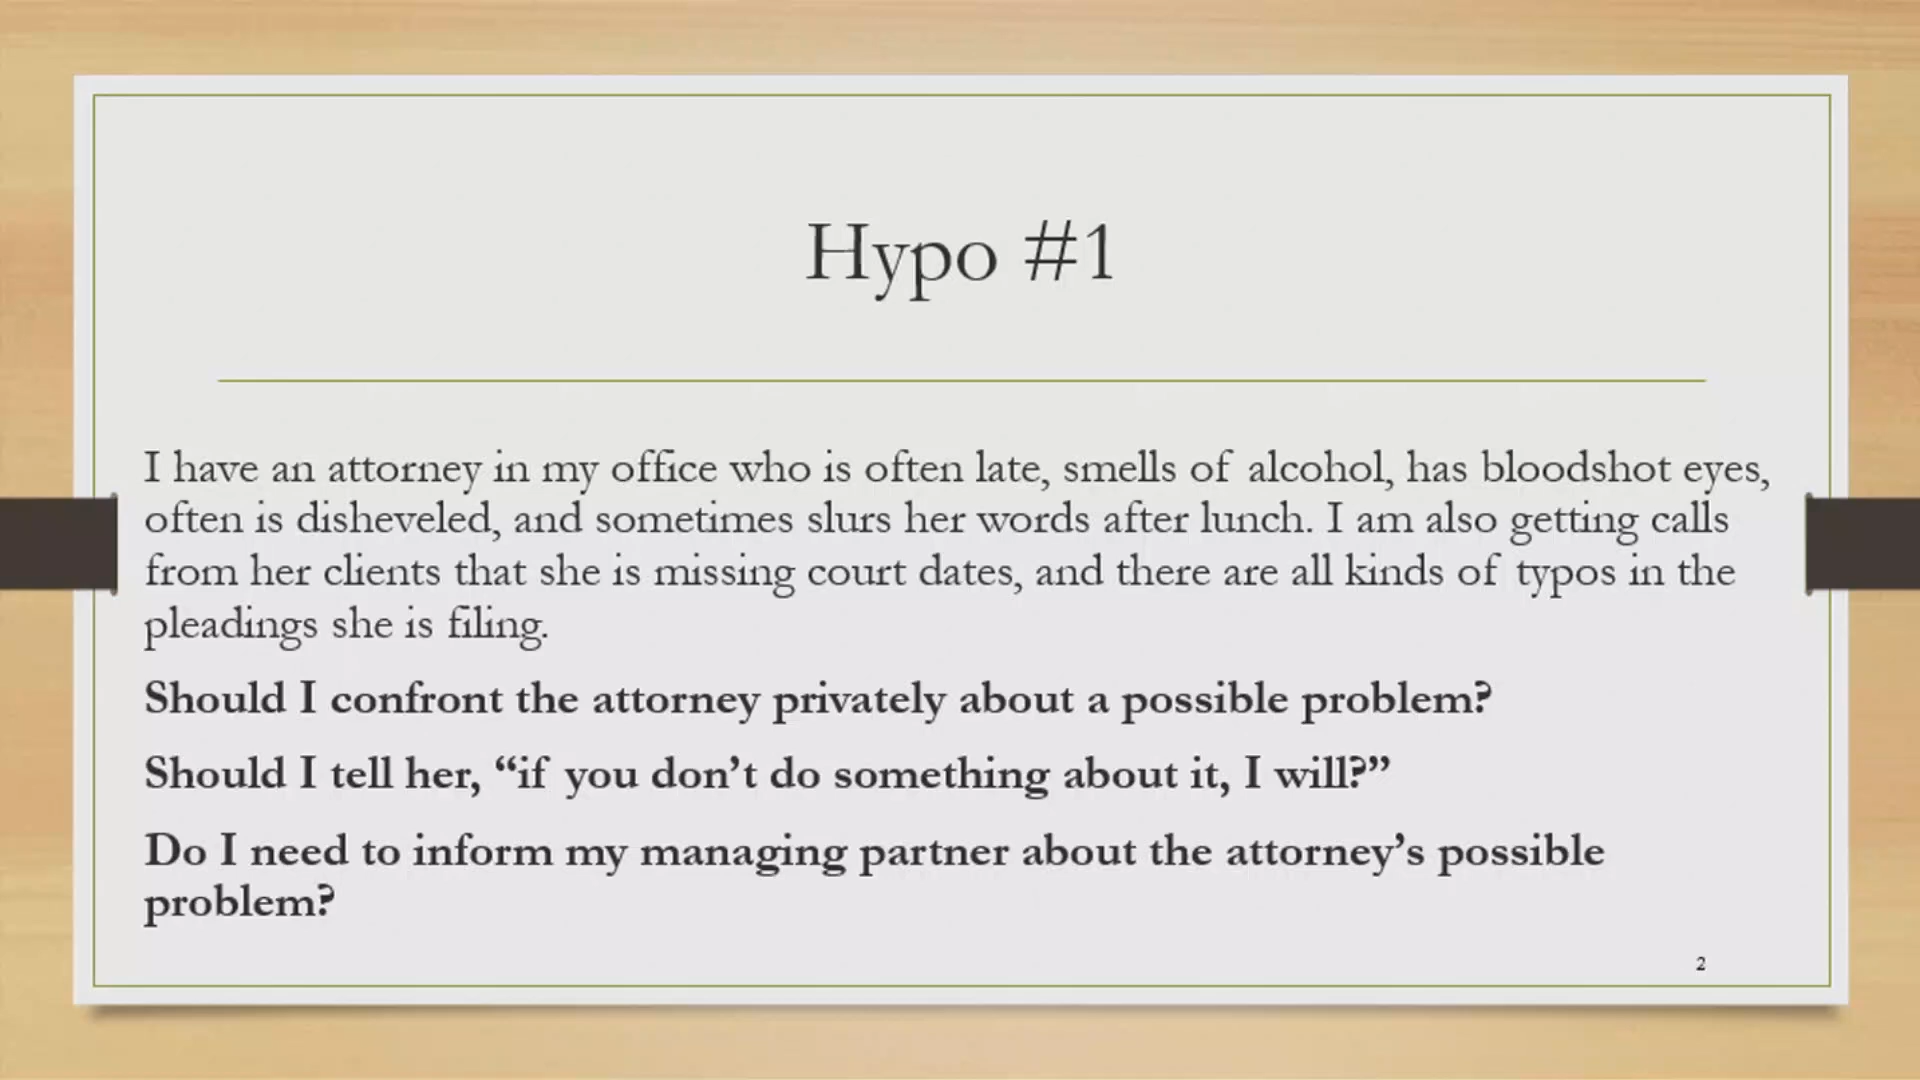 Hypo #1
I have an attorney in my office who is often late, smells of alcohol, has bloodshot eyes,
often is disheveled, and sometimes slurs her words after lunch. I am also getting calls
from her clients that she is missing court dates, and there are all kinds of typos in the
pleadings she is filing.
Should I confront the attorney privately about a possible problem?
Should I tell her, “if you don’t do something about it, I will?”
Do I need to inform my managing partner about the attorney’s possible
problem?
2